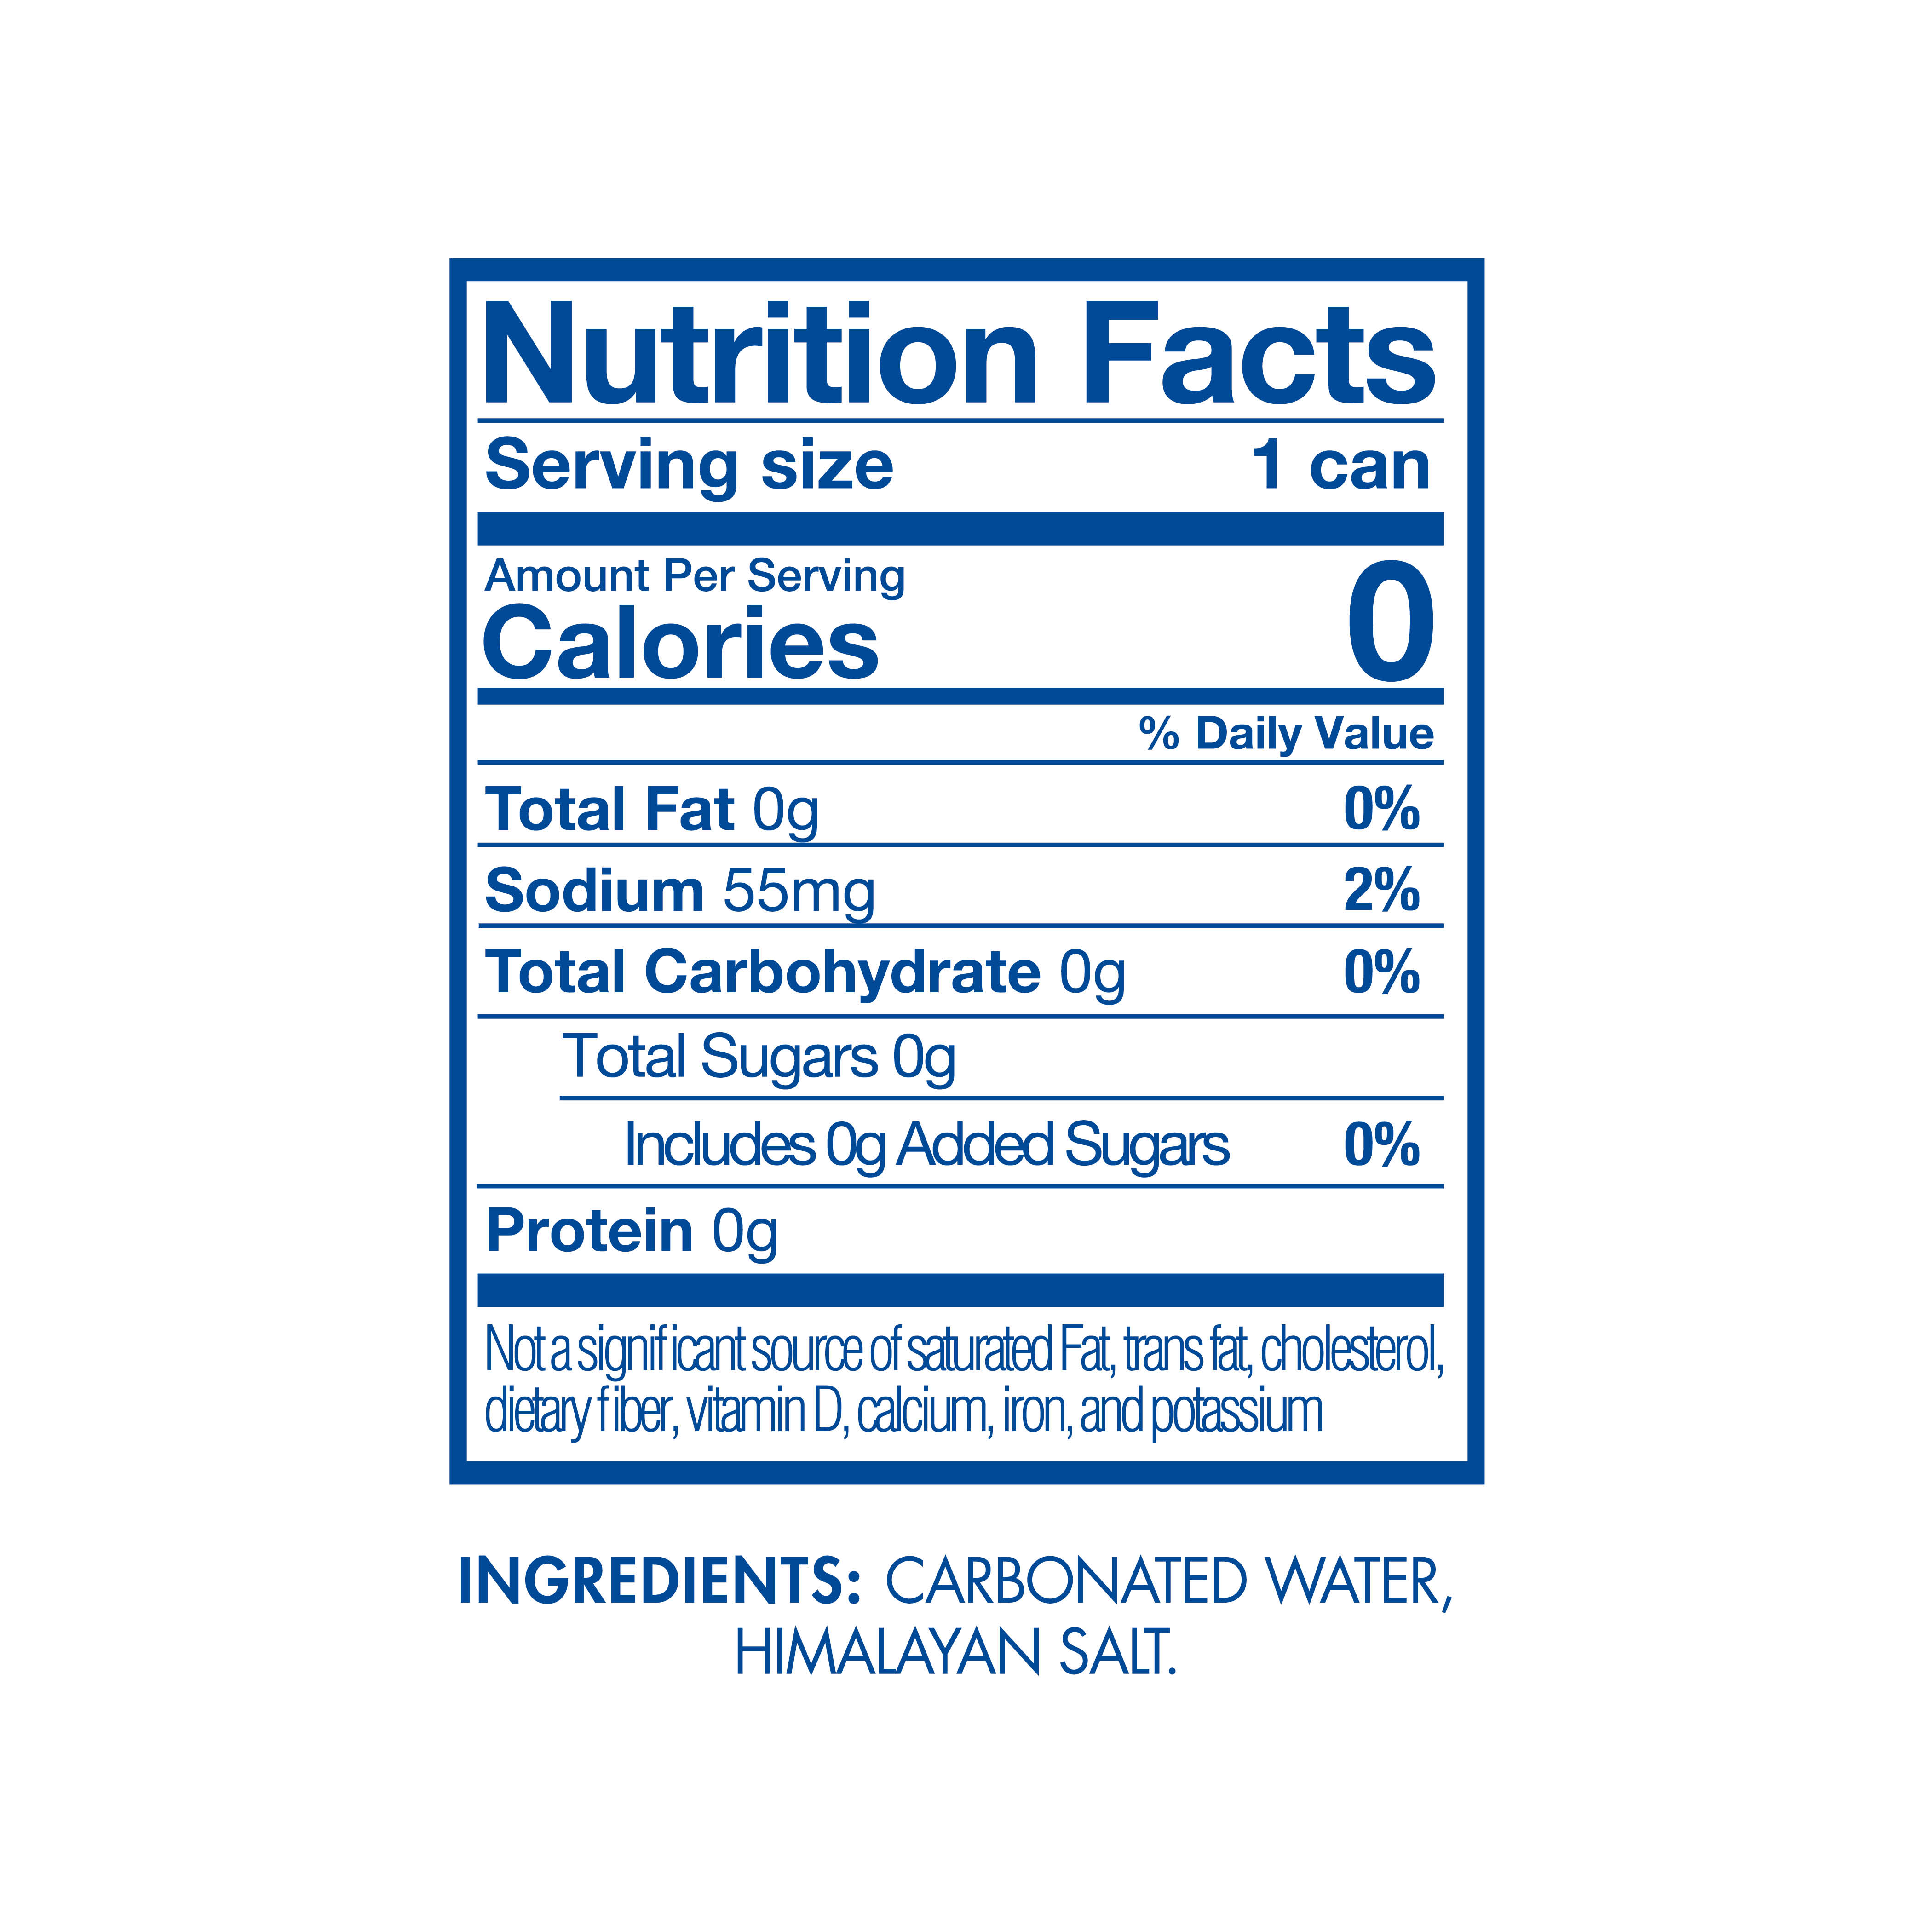 Nutrition Facts
Serving size 1 can
Amount Per Serving
Calories 0
% Daily Value
Total Fat 0g 0%
Sodium 55mg 2%
Total Carbohydrate 0g 0%
Total Sugars 0g
Includes 0g Added Sugars 0%
Protein 0g
Not a significant source of saturated Fat, trans fat, cholesterol,
dietary fiber, vitamin D, calcium, iron, and potassium
INGREDIENTS: CARBONATED WATER,
HIMALAYAN SALT.